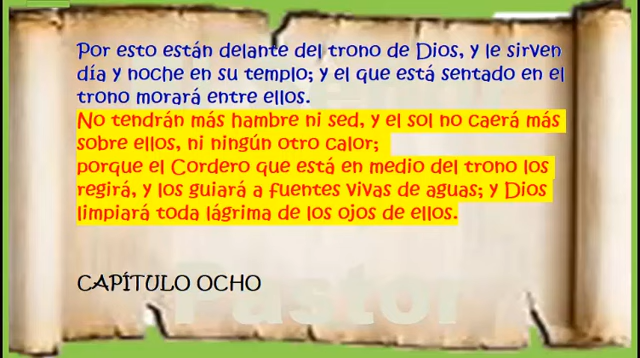 Por esto están delante del trono de Dios, y le sirven
día y noche en su templo; y el que está sentado en el
trono morará entre ellos.
No tendrán más hambre ni sed, y el sol no caerá más
sobre ellos, ni ningún otro calor;
porque el Cordero que está en medio del trono los
regirá, y los guiará a fuentes vivas de aguas; y Dios
limpiará toda lágrima de los ojos de ellos.
CAPÍTULO OCHO
Pastor